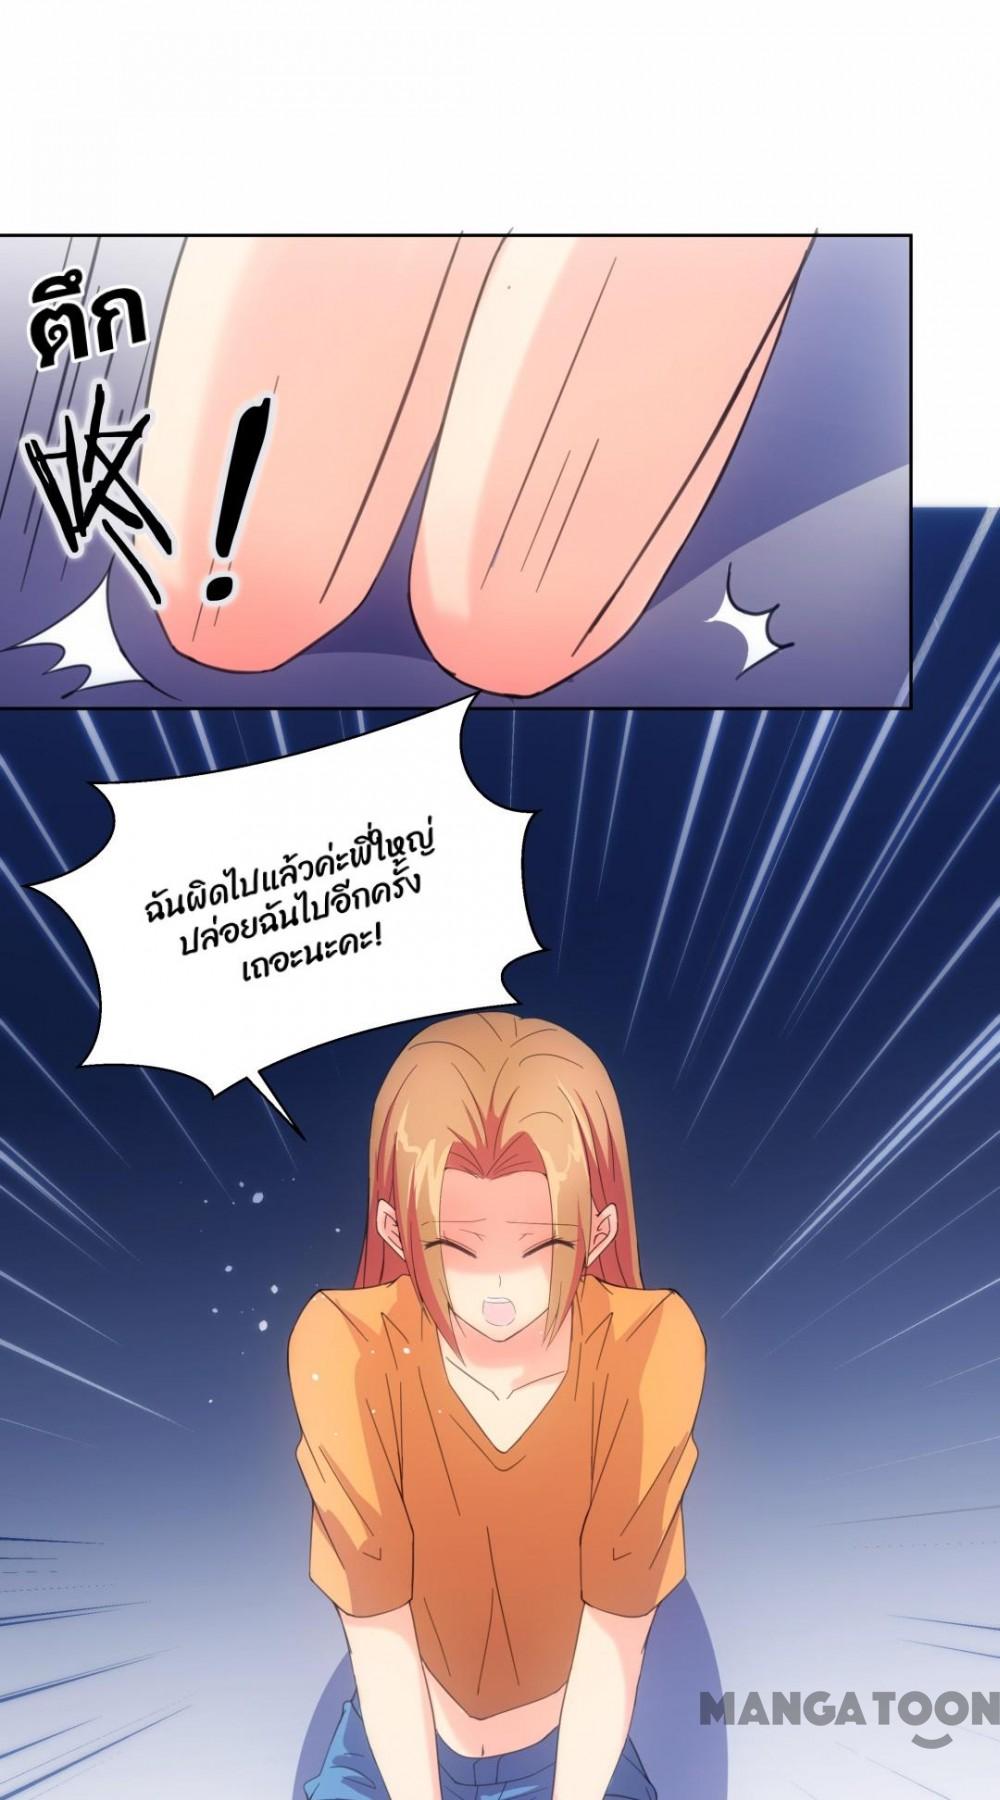 ตึก
咚!
ฉันผิดไปแล้วค่ะพี่ใหญ่
ปล่อยฉันไปอีกครั้ง
เถอะนะคะ!
MANGATOON